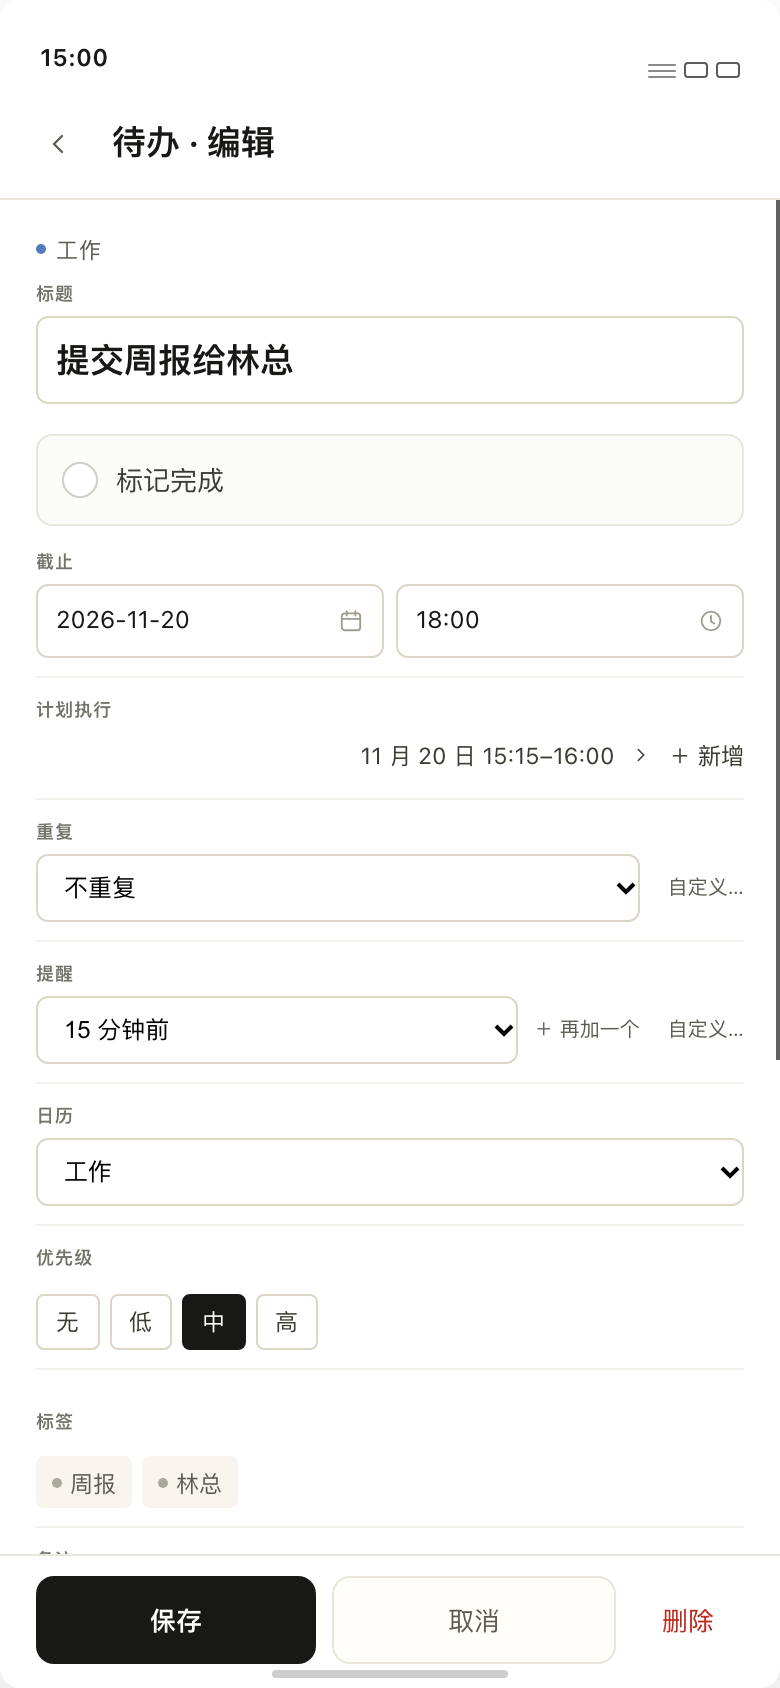 15:00
待办 · 编辑
工作
标题
提交周报给林总
标记完成
截止
2026-11-20
18:00
计划执行
11 月 20 日 15:15–16:00 + 新增
重复
不重复 自定义...
提醒
15 分钟前 + 再加一个 自定义...
日历
工作
优先级
无 低 中 高
标签
周报 林总
保存 取消 删除